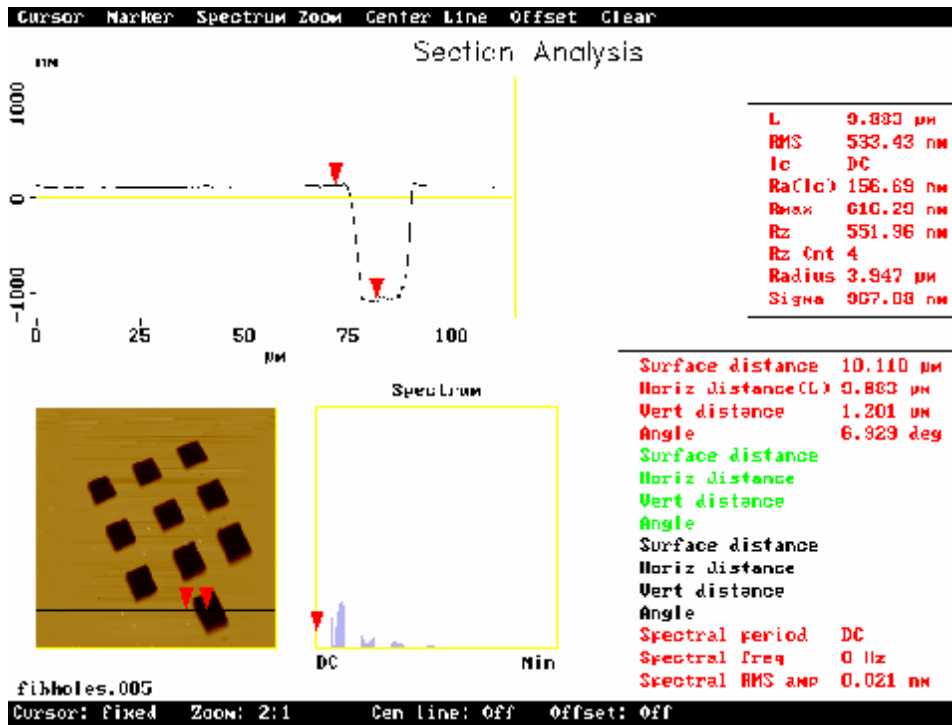 Cursor Marker Spectrum Zoom Center Line Offset Clear
Section Analysis
nM
1000
0
-1000
0 25 50 75 100
μM
L 9.883 μM
RMS 533.43 nM
lc DC
Ra(lc) 156.69 nM
Rmax 616.29 nM
Rz 551.96 nM
Rz Cnt 4
Radius 3.947 μM
Sigma 907.08 nM
Surface distance 10.110 μM
Horiz distance(L) 9.883 μM
Vert distance 1.201 μM
Angle 6.929 deg
Surface distance
Horiz distance
Vert distance
Angle
Surface distance
Horiz distance
Vert distance
Angle
Spectral period DC
Spectral freq 0 Hz
Spectral RMS amp 0.021 nM
Spectrum
DC Min
fibholes.005
Cursor: fixed Zoom: 2:1 Cen line: Off Offset: Off